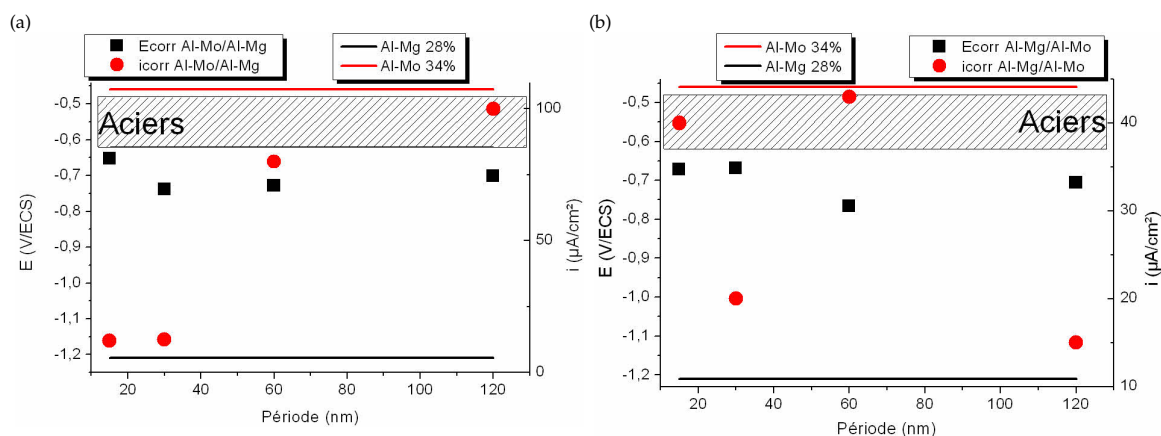 (a)
Ecorr Al-Mo/Al-Mg
icorr Al-Mo/Al-Mg
Al-Mg 28%
Al-Mo 34%
Aciers
-0,5
-0,6
-0,7
-0,8
-0,9
-1,0
-1,1
-1,2
E (V/ECS)
100
50
0
i (µA/cm²)
20 40 60 80 100 120
Période (nm)
(b)
Al-Mo 34%
Al-Mg 28%
Ecorr Al-Mg/Al-Mo
icorr Al-Mg/Al-Mo
Aciers
-0,5
-0,6
-0,7
-0,8
-0,9
-1,0
-1,1
-1,2
E (V/ECS)
40
30
20
10
i (µA/cm²)
20 40 60 80 100 120
Période (nm)